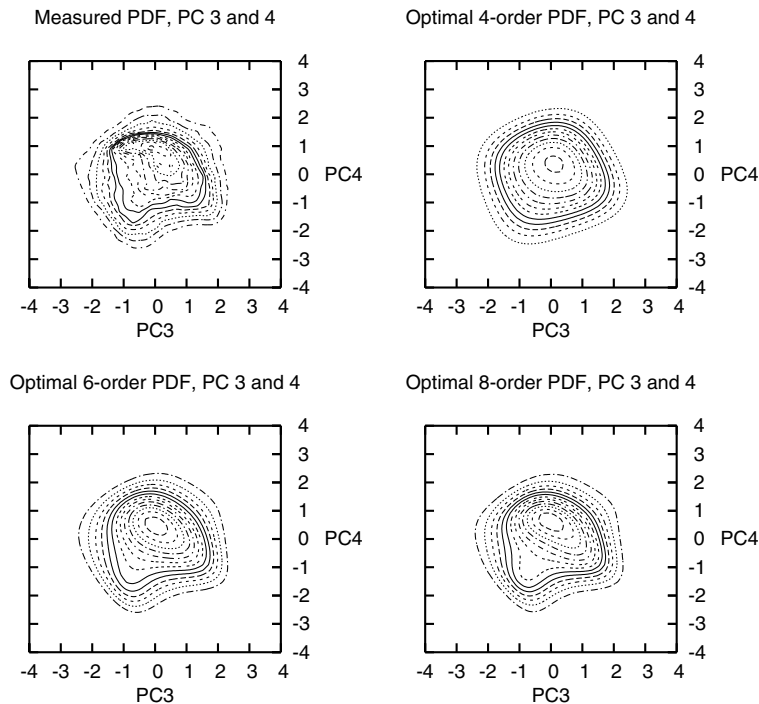 Measured PDF, PC 3 and 4
4
3
2
1
0
-1
-2
-3
-4
PC4
-4 -3 -2 -1 0 1 2 3 4
PC3
Optimal 4-order PDF, PC 3 and 4
4
3
2
1
0
-1
-2
-3
-4
PC4
-4 -3 -2 -1 0 1 2 3 4
PC3
Optimal 6-order PDF, PC 3 and 4
4
3
2
1
0
-1
-2
-3
-4
PC4
-4 -3 -2 -1 0 1 2 3 4
PC3
Optimal 8-order PDF, PC 3 and 4
4
3
2
1
0
-1
-2
-3
-4
PC4
-4 -3 -2 -1 0 1 2 3 4
PC3